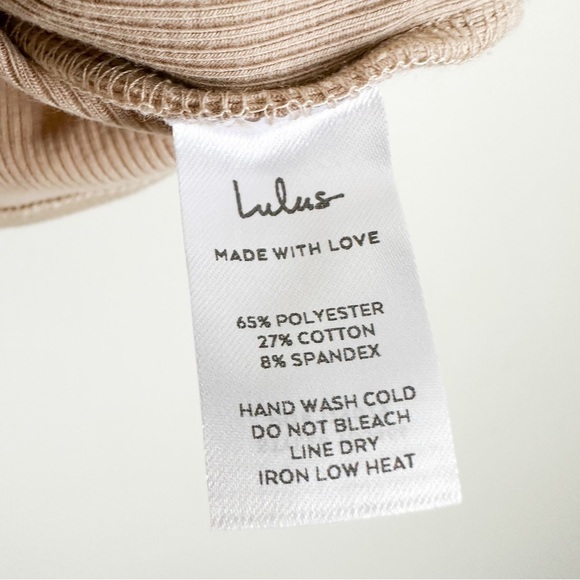 Lulus
MADE WITH LOVE
65% POLYESTER
27% COTTON
8% SPANDEX
HAND WASH COLD
DO NOT BLEACH
LINE DRY
IRON LOW HEAT